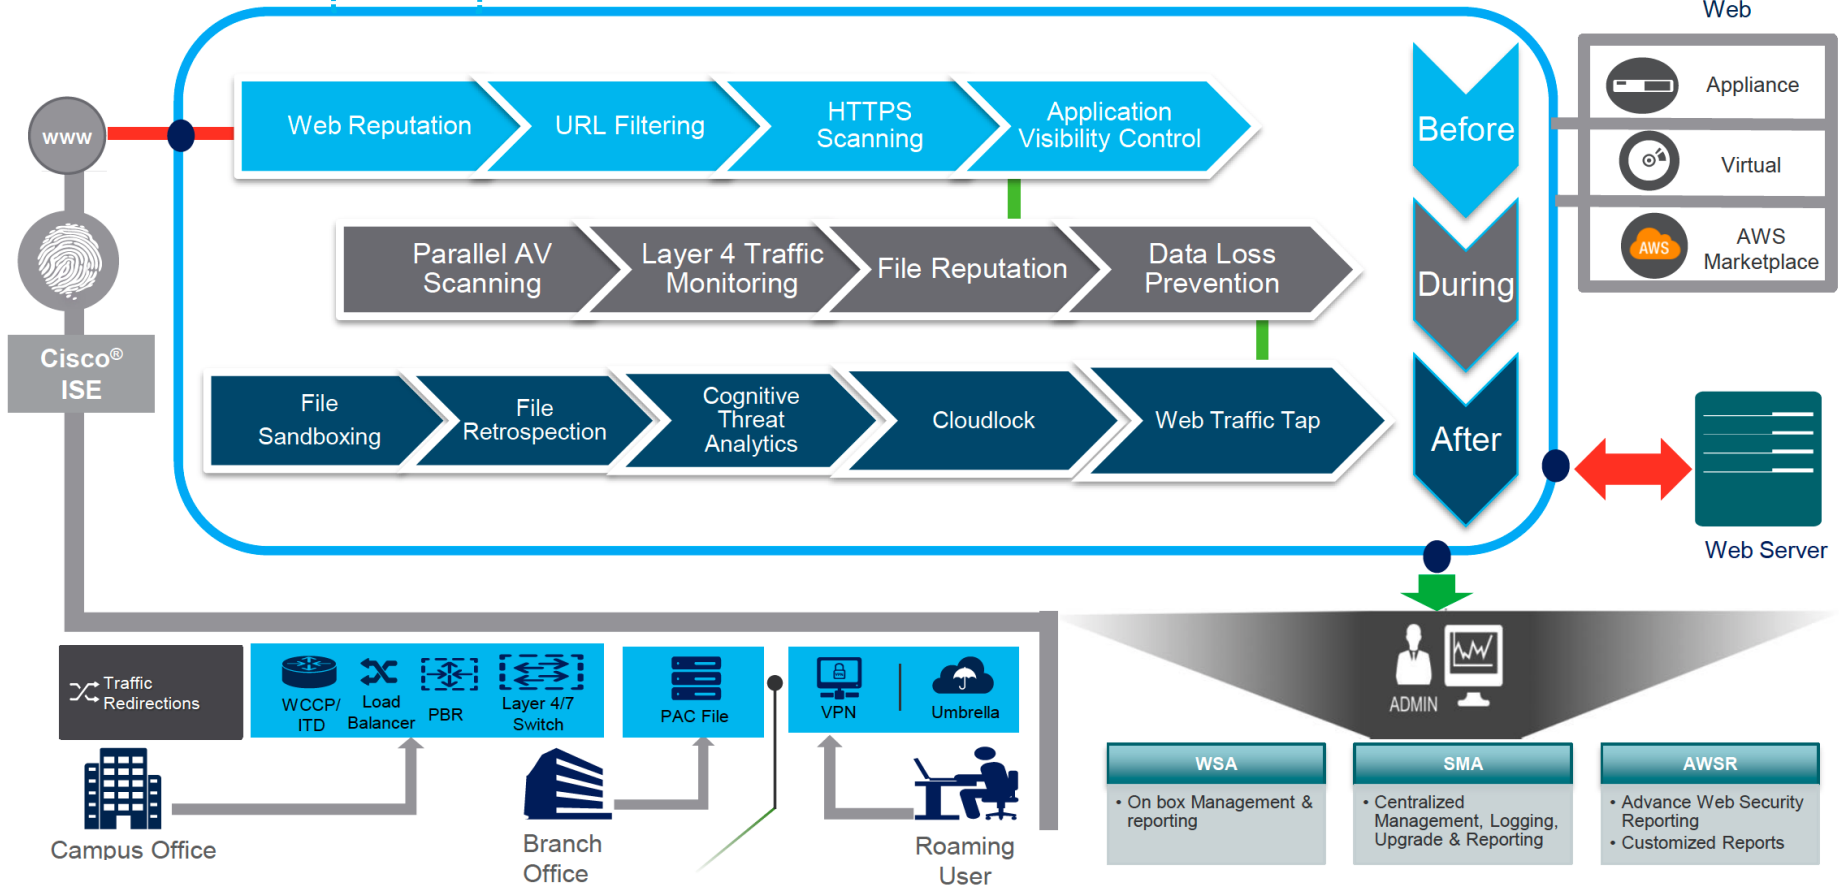 Web
Appliance
Virtual
AWS
AWS
Marketplace
www
Web Reputation
URL Filtering
HTTPS
Scanning
Application
Visibility Control
Before
Parallel AV
Scanning
Layer 4 Traffic
Monitoring
File Reputation
Data Loss
Prevention
During
Cisco®
ISE
File
Sandboxing
File
Retrospection
Cognitive
Threat
Analytics
Cloudlock
Web Traffic Tap
After
Web Server
Traffic
Redirections
WCCP/
ITD
Load
Balancer
PBR
Layer 4/7
Switch
PAC File
VPN
Umbrella
ADMIN
Campus Office
Branch
Office
Roaming
User
WSA
• On box Management &
reporting
SMA
• Centralized
Management, Logging,
Upgrade & Reporting
AWSR
• Advance Web Security
Reporting
• Customized Reports